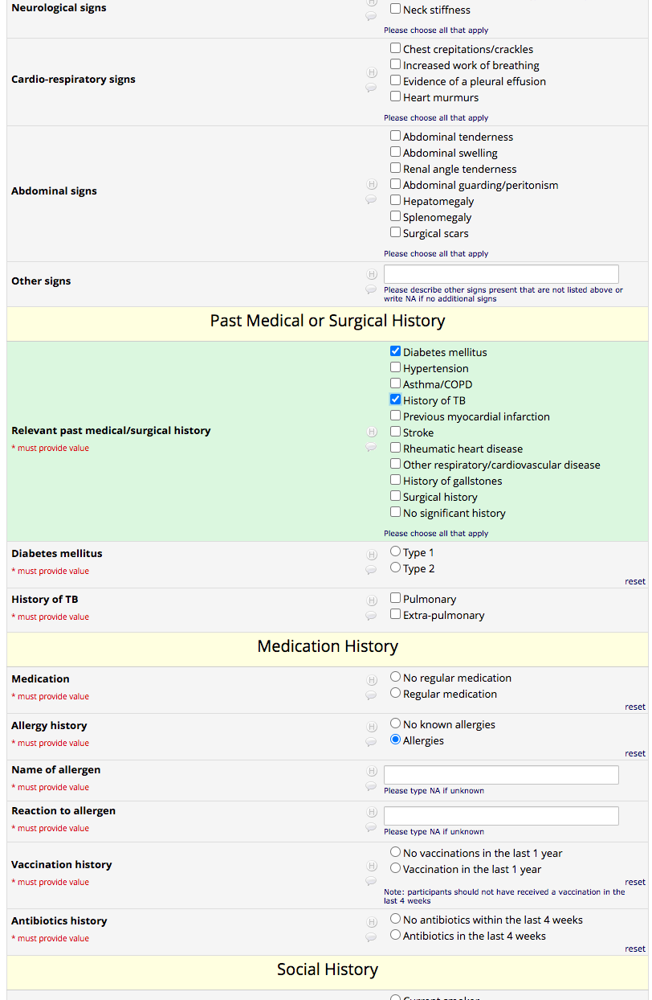 Neurological signs
Neck stiffness
Please choose all that apply
Cardio-respiratory signs
H
Chest crepitations/crackles
Increased work of breathing
Evidence of a pleural effusion
Heart murmurs
Please choose all that apply
Abdominal signs
H
Abdominal tenderness
Abdominal swelling
Renal angle tenderness
Abdominal guarding/peritonism
Hepatomegaly
Splenomegaly
Surgical scars
Please choose all that apply
Other signs
H
Please describe other signs present that are not listed above or
write NA if no additional signs
Past Medical or Surgical History
Relevant past medical/surgical history
* must provide value
H
Diabetes mellitus
Hypertension
Asthma/COPD
History of TB
Previous myocardial infarction
Stroke
Rheumatic heart disease
Other respiratory/cardiovascular disease
History of gallstones
Surgical history
No significant history
Please choose all that apply
Diabetes mellitus
* must provide value
H
Type 1
Type 2
reset
History of TB
* must provide value
H
Pulmonary
Extra-pulmonary
Medication History
Medication
* must provide value
H
No regular medication
Regular medication
reset
Allergy history
* must provide value
H
No known allergies
Allergies
reset
Name of allergen
* must provide value
H
Please type NA if unknown
Reaction to allergen
* must provide value
H
Please type NA if unknown
Vaccination history
* must provide value
H
No vaccinations in the last 1 year
Vaccination in the last 1 year
reset
Note: participants should not have received a vaccination in the
last 4 weeks
Antibiotics history
* must provide value
H
No antibiotics within the last 4 weeks
Antibiotics in the last 4 weeks
reset
Social History
Current smoker